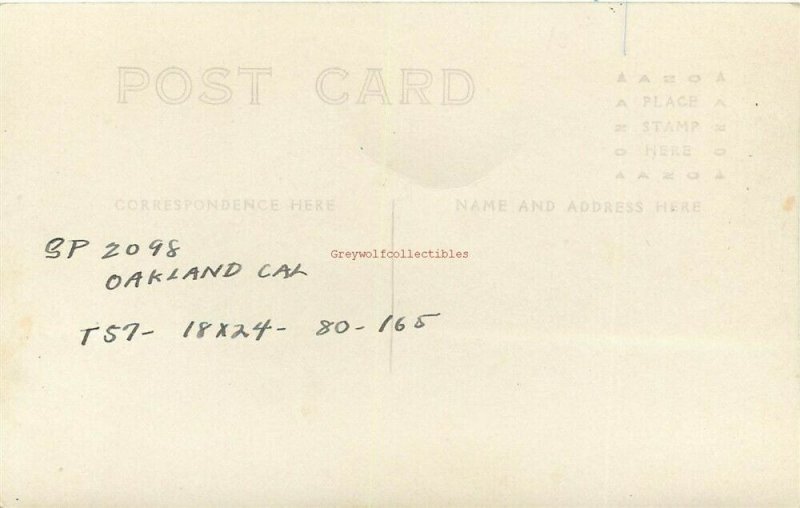 POST CARD
▲ AZO ▲
PLACE
STAMP
HERE
▲ AZO ▲
CORRESPONDENCE HERE
NAME AND ADDRESS HERE
SP 2098
OAKLAND CAL
Greywolfcollectibles
T57- 18X24- 80-165